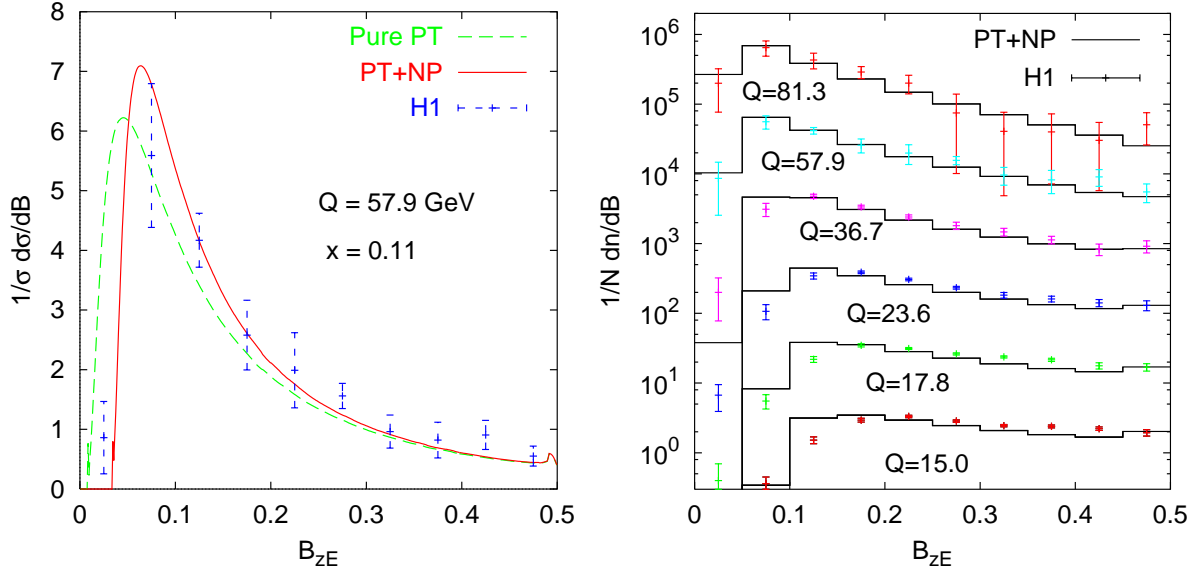 8
7
6
5
4
3
2
1
0
1/σ dσ/dB
Pure PT
PT+NP
H1
Q = 57.9 GeV
x = 0.11
0 0.1 0.2 0.3 0.4 0.5
B_zE
10^6
10^5
10^4
10^3
10^2
10^1
10^0
1/N dn/dB
PT+NP
H1
Q=81.3
Q=57.9
Q=36.7
Q=23.6
Q=17.8
Q=15.0
0 0.1 0.2 0.3 0.4 0.5
B_zE